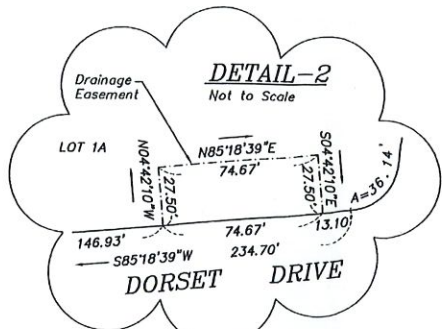 DETAIL-2
Not to Scale
Drainage
Easement
LOT 1A
N04°42'10"W
27.50'
N85°18'39"E
74.67'
27.50'
S04°42'10"E
A=36.14'
146.93'
74.67'
13.10'
S85°18'39"W
234.70'
DORSET DRIVE